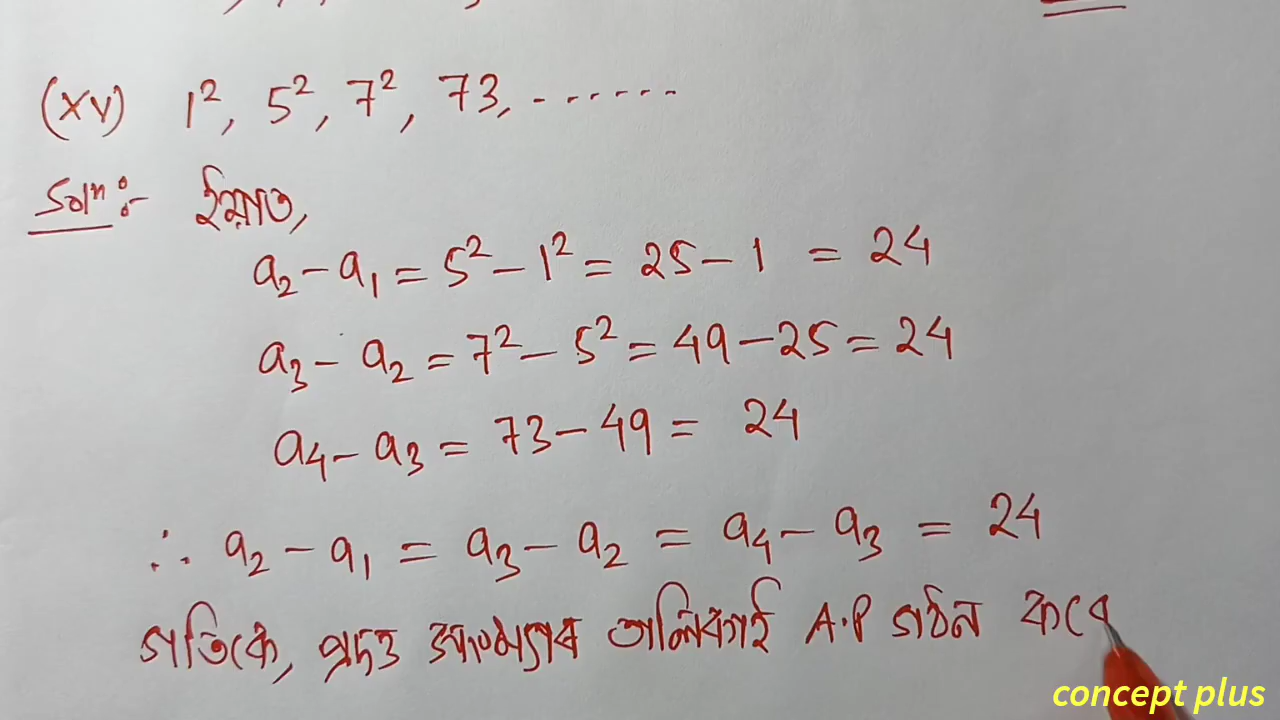 (xv) 1², 5², 7², 73, .......
Solⁿ :- ইয়াত,
a₂ - a₁ = 5² - 1² = 25 - 1 = 24
a₃ - a₂ = 7² - 5² = 49 - 25 = 24
a₄ - a₃ = 73 - 49 = 24
∴ a₂ - a₁ = a₃ - a₂ = a₄ - a₃ = 24
গতিকে, প্ৰদত্ত সংখ্যাৰ তালিকাই A.P গঠন কৰে
concept plus